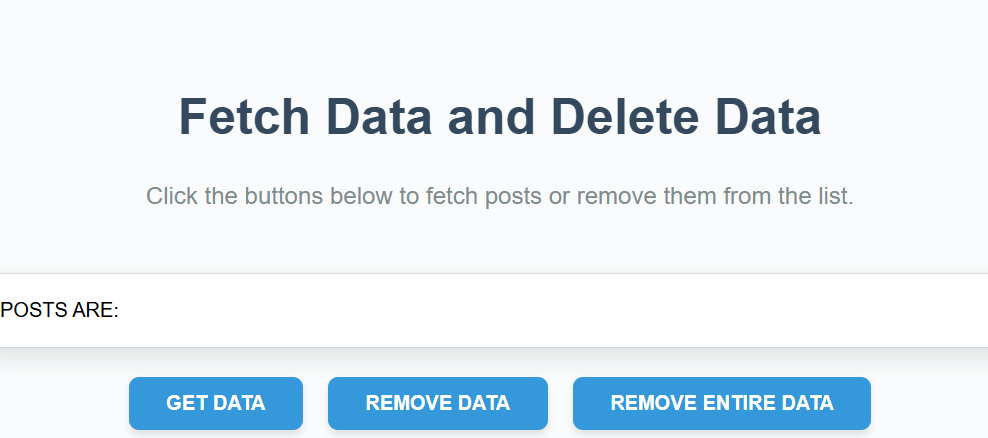 Fetch Data and Delete Data
Click the buttons below to fetch posts or remove them from the list.
POSTS ARE:
GET DATA REMOVE DATA REMOVE ENTIRE DATA